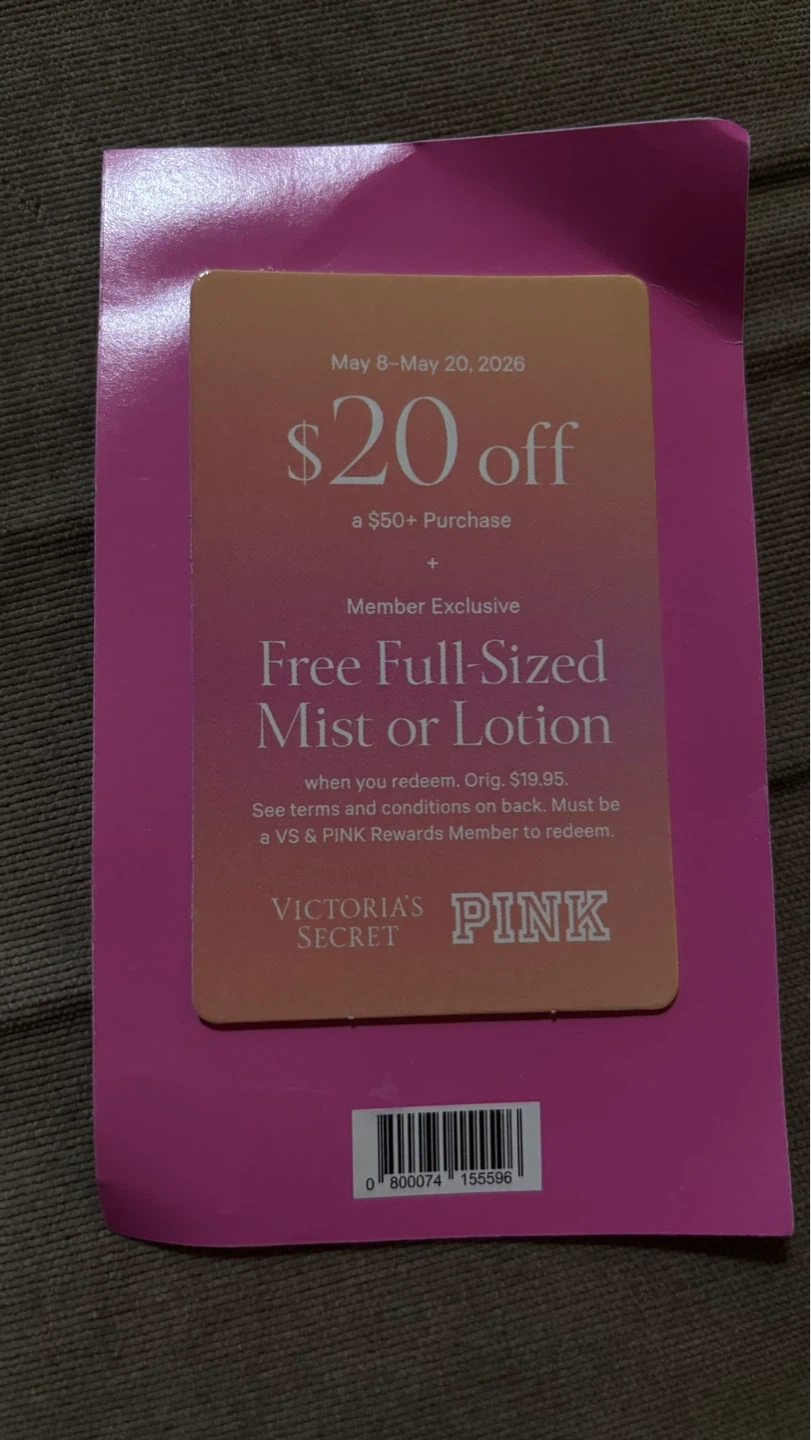 May 8–May 20, 2026
$20 off
a $50+ Purchase
+
Member Exclusive
Free Full-Sized
Mist or Lotion
when you redeem. Orig. $19.95.
See terms and conditions on back. Must be
a VS & PINK Rewards Member to redeem.
VICTORIA'S
SECRET
PINK
0 800074 155596